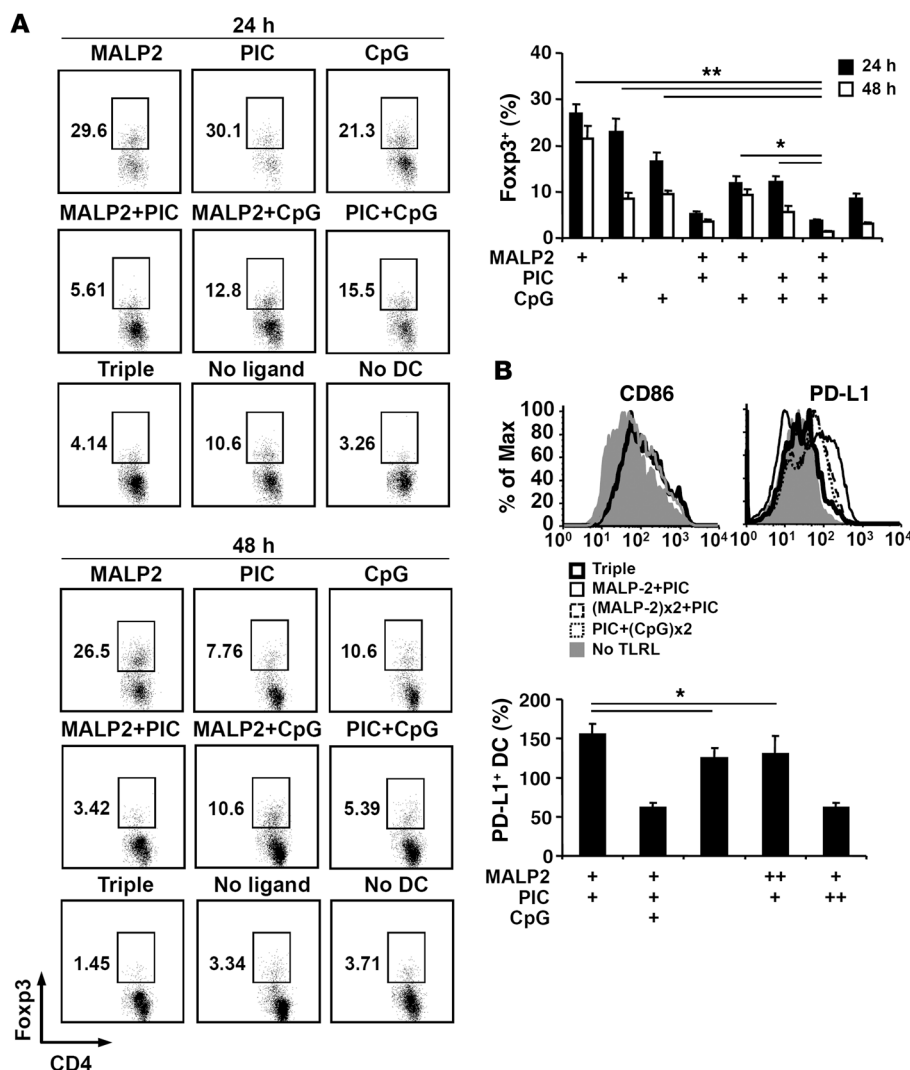 A
24 h
MALP2 PIC CpG
29.6 30.1 21.3
MALP2+PIC MALP2+CpG PIC+CpG
5.61 12.8 15.5
Triple No ligand No DC
4.14 10.6 3.26
48 h
MALP2 PIC CpG
26.5 7.76 10.6
MALP2+PIC MALP2+CpG PIC+CpG
3.42 10.6 5.39
Triple No ligand No DC
1.45 3.34 3.71
Foxp3
CD4
Foxp3+ (%)
40
30
20
10
0
**
*
24 h
48 h
MALP2 + + + +
PIC + + + +
CpG + + + +
B
CD86 PD-L1
% of Max
100
80
60
40
20
0
10⁰ 10¹ 10² 10³ 10⁴ 10⁰ 10¹ 10² 10³ 10⁴
Triple
MALP-2+PIC
(MALP-2)x2+PIC
PIC+(CpG)x2
No TLRL
PD-L1+ DC (%)
200
150
100
50
0
*
MALP2 + + ++ +
PIC + + + ++
CpG +